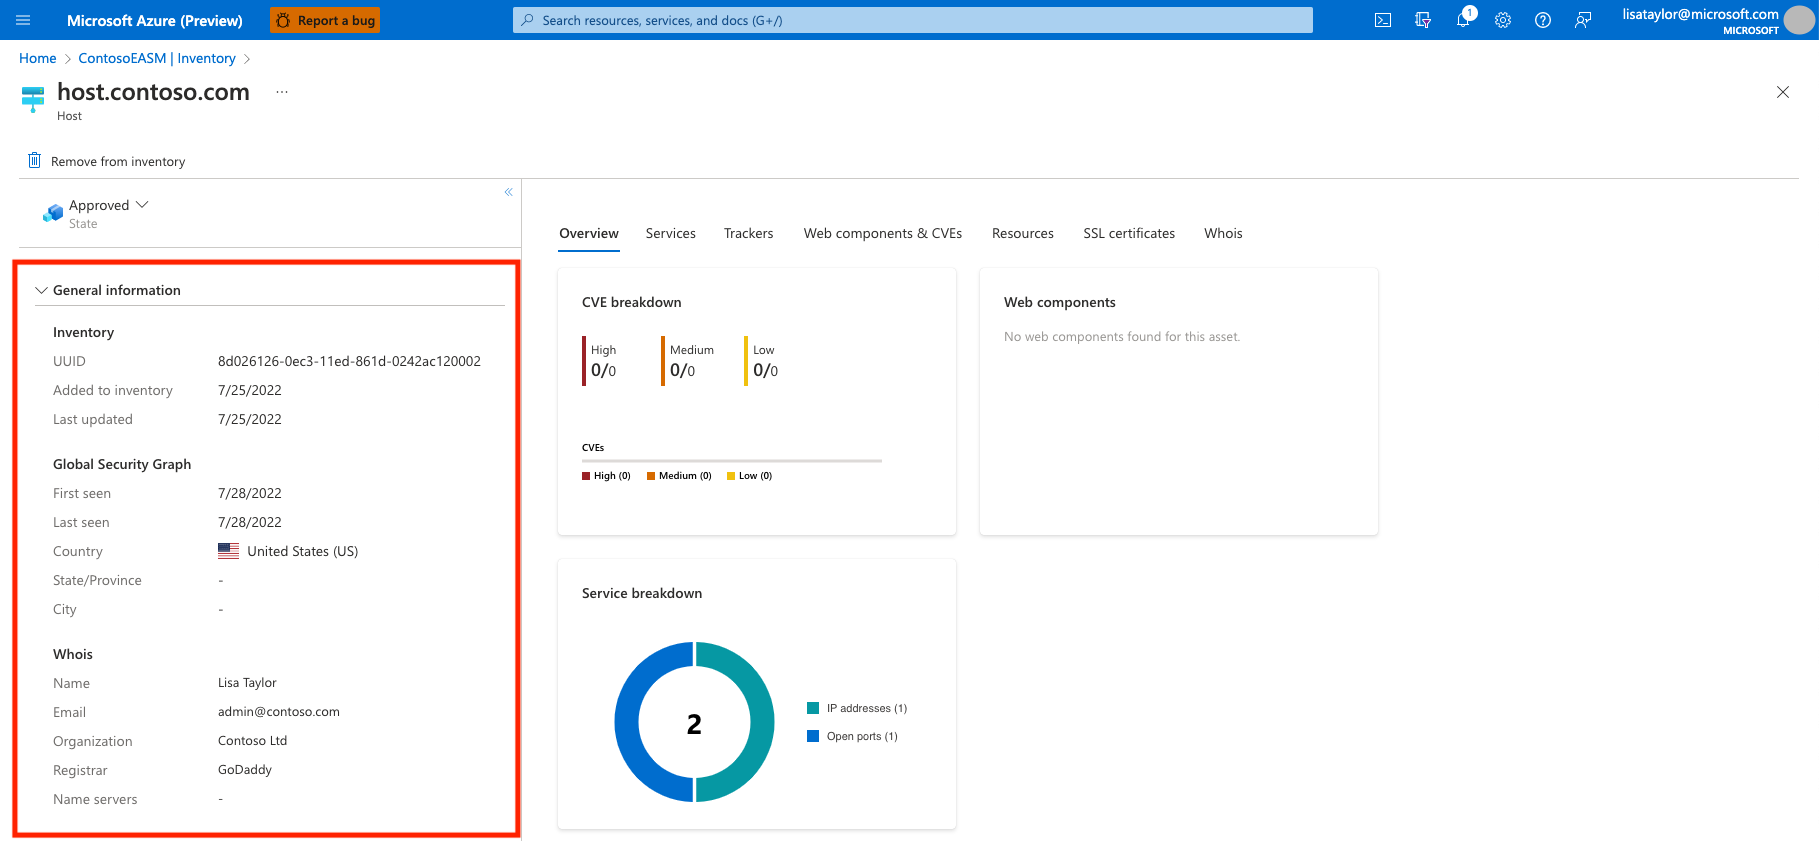 Microsoft Azure (Preview)
Report a bug
Search resources, services, and docs (G+/)
1
lisataylor@microsoft.com
MICROSOFT
Home > ContosoEASM | Inventory >
host.contoso.com ...
Host
Remove from inventory
«
Approved
State
General information
Inventory
UUID 8d026126-0ec3-11ed-861d-0242ac120002
Added to inventory 7/25/2022
Last updated 7/25/2022
Global Security Graph
First seen 7/28/2022
Last seen 7/28/2022
Country United States (US)
State/Province -
City -
Whois
Name Lisa Taylor
Email admin@contoso.com
Organization Contoso Ltd
Registrar GoDaddy
Name servers -
Overview Services Trackers Web components & CVEs Resources SSL certificates Whois
CVE breakdown
High Medium Low
0/0 0/0 0/0
CVEs
High (0) Medium (0) Low (0)
Web components
No web components found for this asset.
Service breakdown
2
IP addresses (1)
Open ports (1)